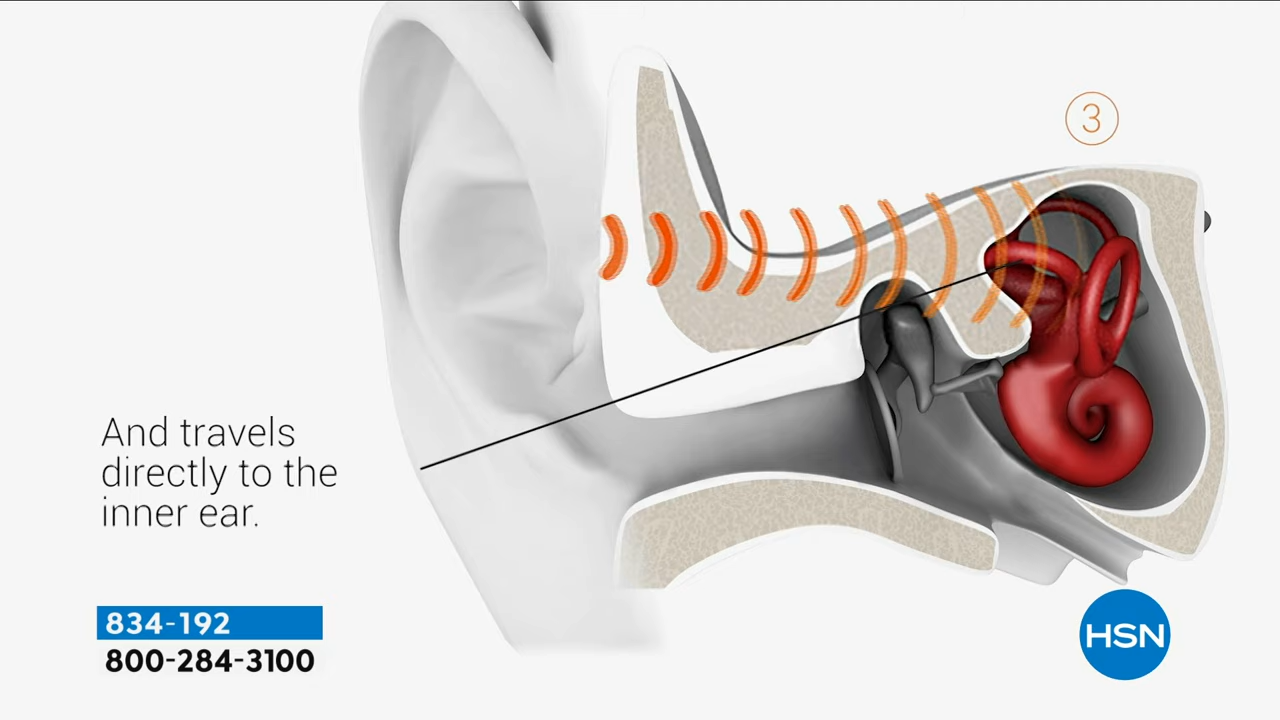 3
And travels
directly to the
inner ear.
834-192
800-284-3100
HSN